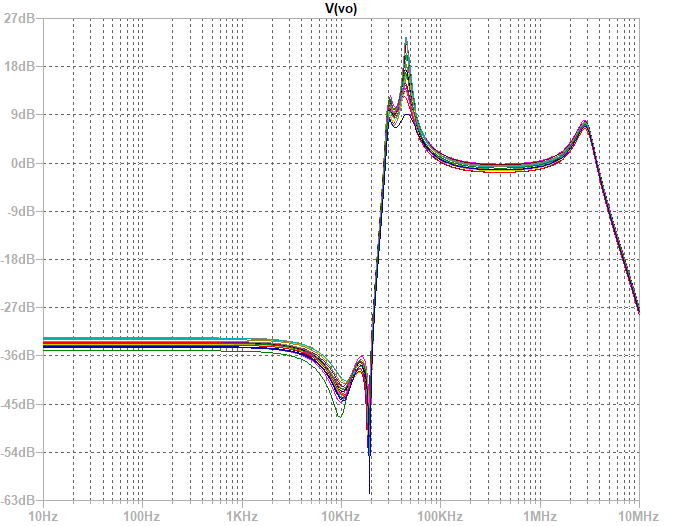 V(vo)
27dB
18dB
9dB
0dB
-9dB
-18dB
-27dB
-36dB
-45dB
-54dB
-63dB
10Hz 100Hz 1KHz 10KHz 100KHz 1MHz 10MHz